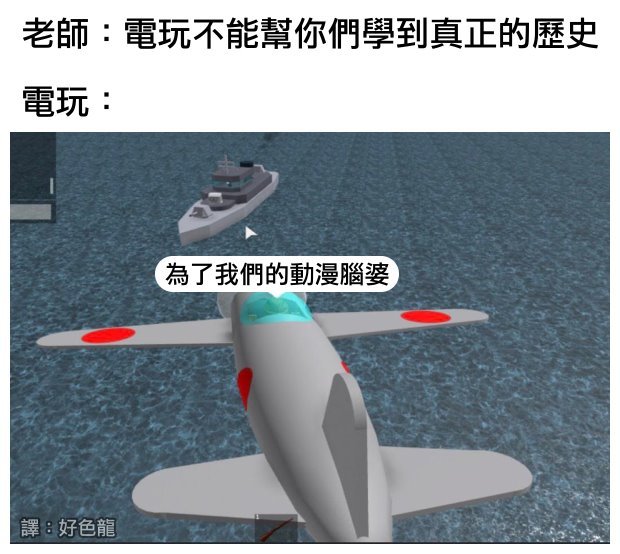 老師：電玩不能幫你們學到真正的歷史
電玩：
為了我們的動漫腦婆
譯：好色龍